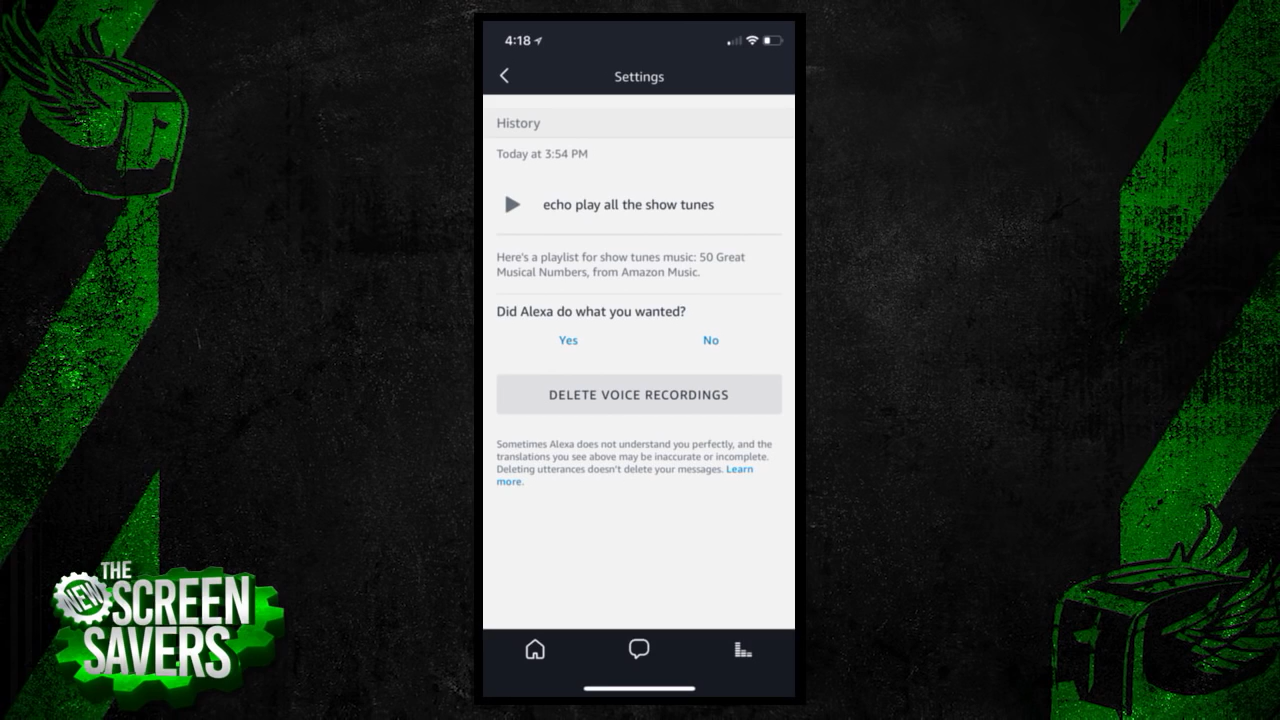 4:18
Settings
History
Today at 3:54 PM
echo play all the show tunes
Here's a playlist for show tunes music: 50 Great
Musical Numbers, from Amazon Music.
Did Alexa do what you wanted?
Yes No
DELETE VOICE RECORDINGS
Sometimes Alexa does not understand you perfectly, and the
translations you see above may be inaccurate or incomplete.
Deleting utterances doesn't delete your messages. Learn
more.
THE
NEW SCREEN
SAVERS